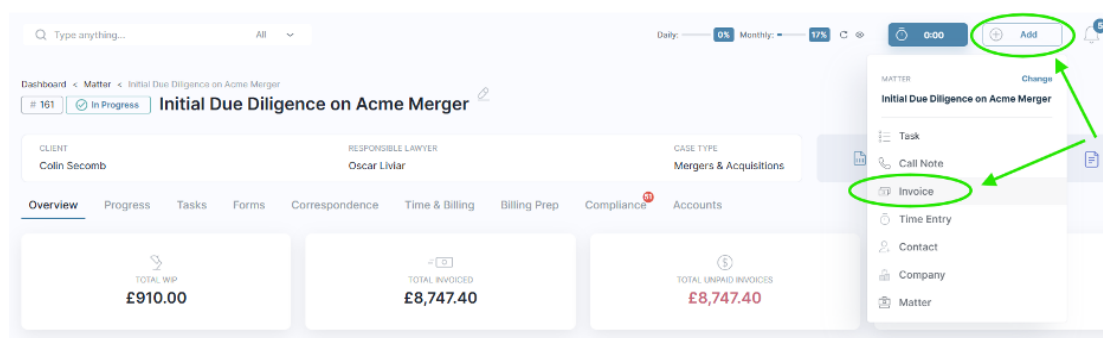 Type anything...
All
Daily: 0% Monthly: 17%
0:00
Add
5
Dashboard < Matter < Initial Due Diligence on Acme Merger
# 161 In Progress Initial Due Diligence on Acme Merger
CLIENT
Colin Secomb
RESPONSIBLE LAWYER
Oscar Liviar
CASE TYPE
Mergers & Acquisitions
Overview Progress Tasks Forms Correspondence Time & Billing Billing Prep Compliance 51 Accounts
TOTAL WIP
£910.00
TOTAL INVOICED
£8,747.40
TOTAL UNPAID INVOICES
£8,747.40
MATTER Change
Initial Due Diligence on Acme Merger
Task
Call Note
Invoice
Time Entry
Contact
Company
Matter